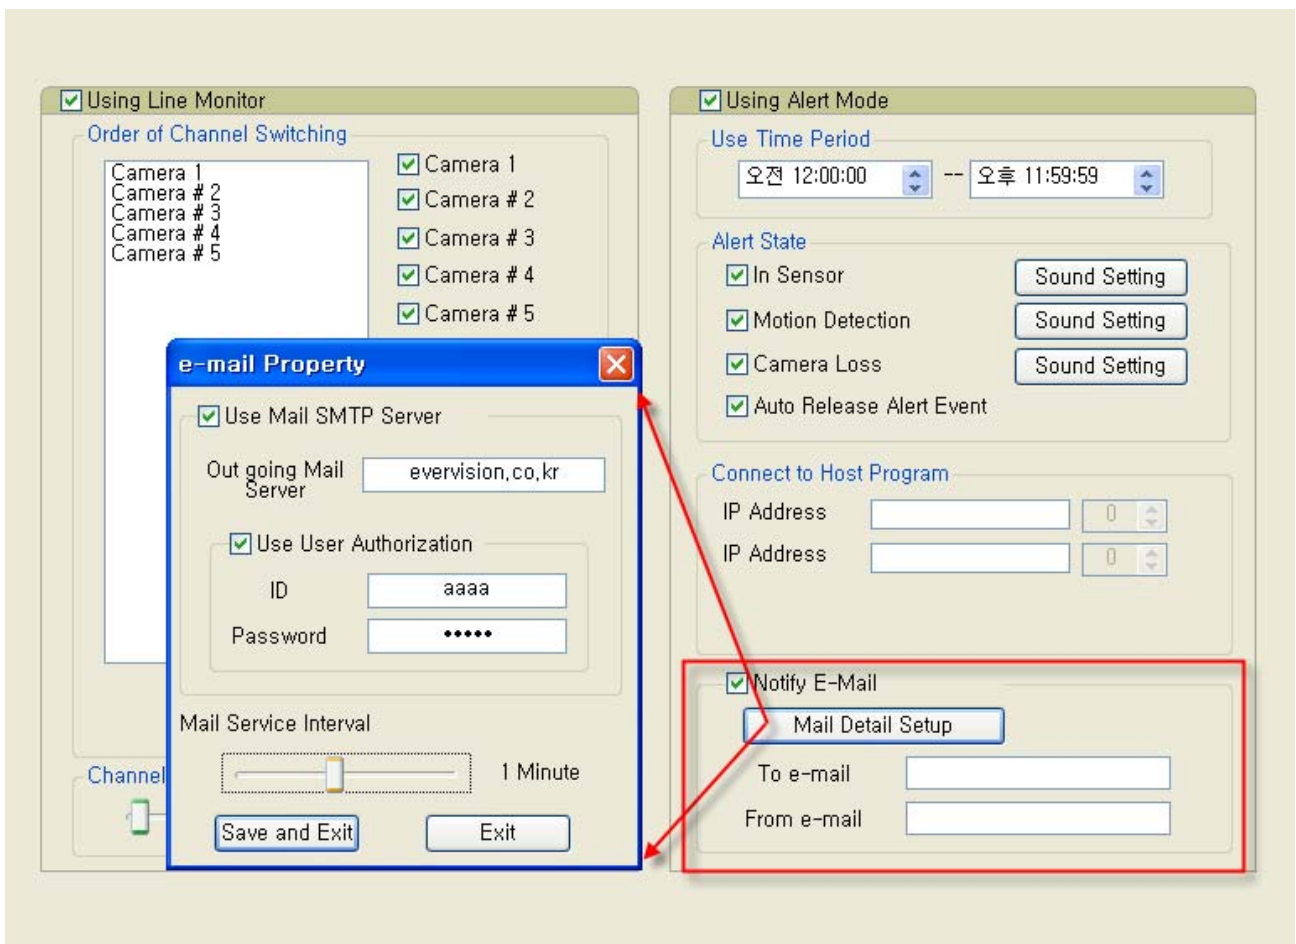 Using Line Monitor
Order of Channel Switching
Camera 1
Camera # 2
Camera # 3
Camera # 4
Camera # 5
Camera 1
Camera # 2
Camera # 3
Camera # 4
Camera # 5
Channel
e-mail Property
Use Mail SMTP Server
Out going Mail
Server
evervision,co,kr
Use User Authorization
ID
aaaa
Password
•••••
Mail Service Interval
1 Minute
Save and Exit
Exit
Using Alert Mode
Use Time Period
오전 12:00:00 -- 오후 11:59:59
Alert State
In Sensor Sound Setting
Motion Detection Sound Setting
Camera Loss Sound Setting
Auto Release Alert Event
Connect to Host Program
IP Address 0
IP Address 0
Notify E-Mail
Mail Detail Setup
To e-mail
From e-mail